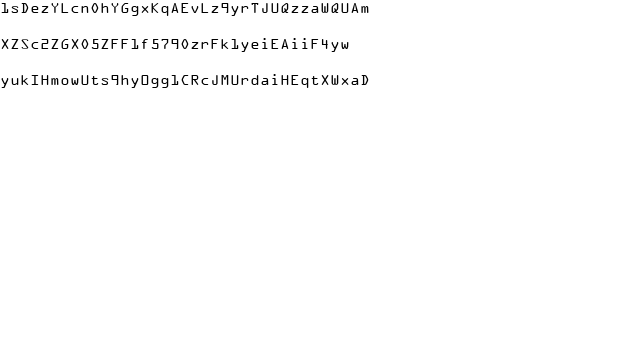 1sDezYLcn0hYGgxKqAEvLz9yrTJUQzzaWQUAm
XZSc2ZGX05ZFF1f5790zrFk1yeiEAiiF4yw
yukIHmowUts9hyOgg1CRcJMUrdaiHEqtXWxaD